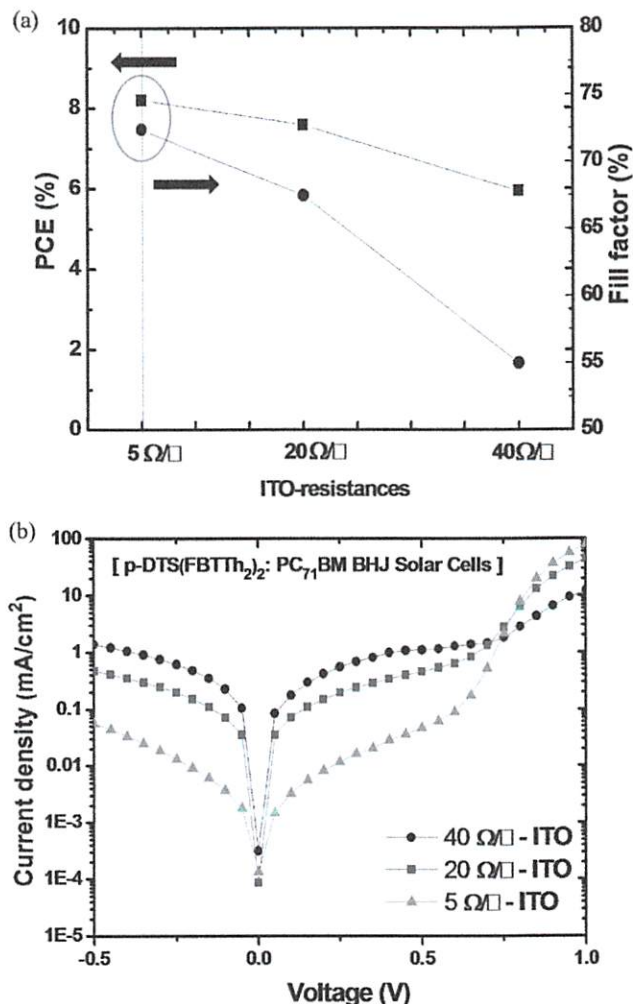 (a)
10
8
6
4
2
0
PCE (%)
80
75
70
65
60
55
50
Fill factor (%)
5 Ω/□ 20Ω/□ 40Ω/□
ITO-resistances
(b)
100
10
1
0.1
0.01
1E-3
1E-4
1E-5
Current density (mA/cm²)
[ p-DTS(FBTTh₂)₂: PC₇₁BM BHJ Solar Cells ]
40 Ω/□ - ITO
20 Ω/□ - ITO
5 Ω/□ - ITO
-0.5 0.0 0.5 1.0
Voltage (V)